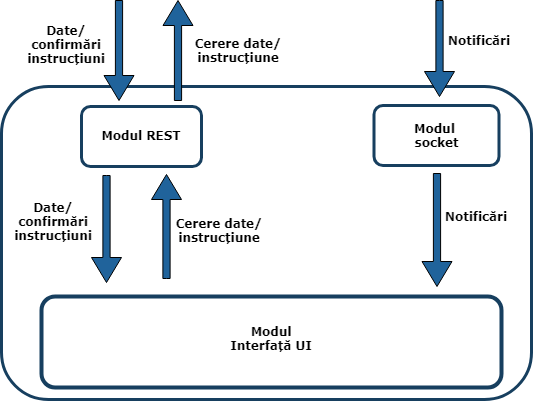 Date/
confirmări
instrucțiuni
Cerere date/
instrucțiune
Notificări
Modul REST
Modul
socket
Date/
confirmări
instrucțiuni
Cerere date/
instrucțiune
Notificări
Modul
Interfață UI